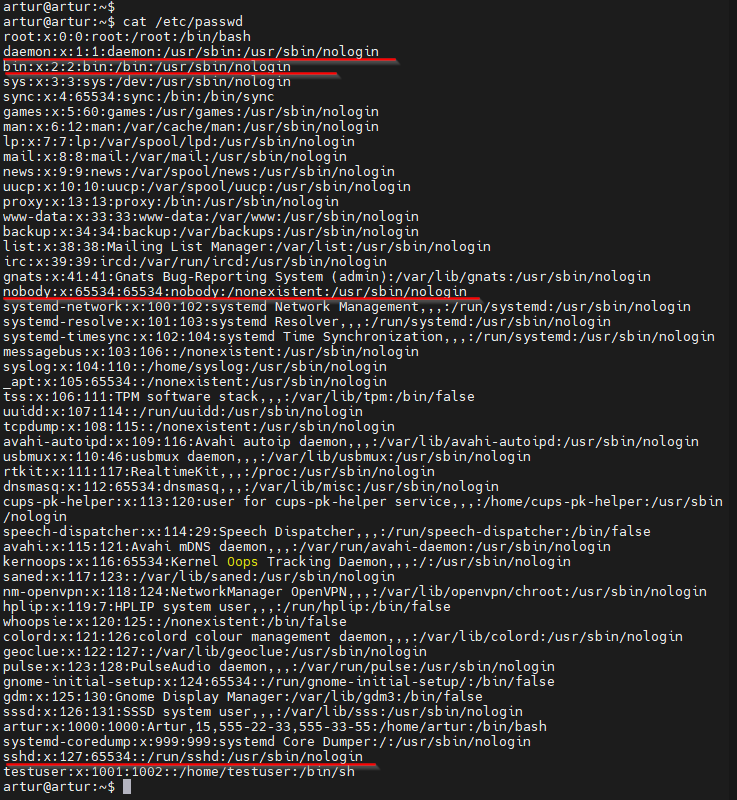 artur@artur:~$
artur@artur:~$ cat /etc/passwd
root:x:0:0:root:/root:/bin/bash
daemon:x:1:1:daemon:/usr/sbin:/usr/sbin/nologin
bin:x:2:2:bin:/bin:/usr/sbin/nologin
sys:x:3:3:sys:/dev:/usr/sbin/nologin
sync:x:4:65534:sync:/bin:/bin/sync
games:x:5:60:games:/usr/games:/usr/sbin/nologin
man:x:6:12:man:/var/cache/man:/usr/sbin/nologin
lp:x:7:7:lp:/var/spool/lpd:/usr/sbin/nologin
mail:x:8:8:mail:/var/mail:/usr/sbin/nologin
news:x:9:9:news:/var/spool/news:/usr/sbin/nologin
uucp:x:10:10:uucp:/var/spool/uucp:/usr/sbin/nologin
proxy:x:13:13:proxy:/bin:/usr/sbin/nologin
www-data:x:33:33:www-data:/var/www:/usr/sbin/nologin
backup:x:34:34:backup:/var/backups:/usr/sbin/nologin
list:x:38:38:Mailing List Manager:/var/list:/usr/sbin/nologin
irc:x:39:39:ircd:/var/run/ircd:/usr/sbin/nologin
gnats:x:41:41:Gnats Bug-Reporting System (admin):/var/lib/gnats:/usr/sbin/nologin
nobody:x:65534:65534:nobody:/nonexistent:/usr/sbin/nologin
systemd-network:x:100:102:systemd Network Management,,,:/run/systemd:/usr/sbin/nologin
systemd-resolve:x:101:103:systemd Resolver,,,:/run/systemd:/usr/sbin/nologin
systemd-timesync:x:102:104:systemd Time Synchronization,,,:/run/systemd:/usr/sbin/nologin
messagebus:x:103:106::/nonexistent:/usr/sbin/nologin
syslog:x:104:110::/home/syslog:/usr/sbin/nologin
_apt:x:105:65534::/nonexistent:/usr/sbin/nologin
tss:x:106:111:TPM software stack,,,:/var/lib/tpm:/bin/false
uuidd:x:107:114::/run/uuidd:/usr/sbin/nologin
tcpdump:x:108:115::/nonexistent:/usr/sbin/nologin
avahi-autoipd:x:109:116:Avahi autoip daemon,,,:/var/lib/avahi-autoipd:/usr/sbin/nologin
usbmux:x:110:46:usbmux daemon,,,:/var/lib/usbmux:/usr/sbin/nologin
rtkit:x:111:117:RealtimeKit,,,:/proc:/usr/sbin/nologin
dnsmasq:x:112:65534:dnsmasq,,,:/var/lib/misc:/usr/sbin/nologin
cups-pk-helper:x:113:120:user for cups-pk-helper service,,,:/home/cups-pk-helper:/usr/sbin
/nologin
speech-dispatcher:x:114:29:Speech Dispatcher,,,:/run/speech-dispatcher:/bin/false
avahi:x:115:121:Avahi mDNS daemon,,,:/var/run/avahi-daemon:/usr/sbin/nologin
kernoops:x:116:65534:Kernel Oops Tracking Daemon,,,:/:/usr/sbin/nologin
saned:x:117:123::/var/lib/saned:/usr/sbin/nologin
nm-openvpn:x:118:124:NetworkManager OpenVPN,,,:/var/lib/openvpn/chroot:/usr/sbin/nologin
hplip:x:119:7:HPLIP system user,,,:/run/hplip:/bin/false
whoopsie:x:120:125::/nonexistent:/bin/false
colord:x:121:126:colord colour management daemon,,,:/var/lib/colord:/usr/sbin/nologin
geoclue:x:122:127::/var/lib/geoclue:/usr/sbin/nologin
pulse:x:123:128:PulseAudio daemon,,,:/var/run/pulse:/usr/sbin/nologin
gnome-initial-setup:x:124:65534::/run/gnome-initial-setup/:/bin/false
gdm:x:125:130:Gnome Display Manager:/var/lib/gdm3:/bin/false
sssd:x:126:131:SSSD system user,,,:/var/lib/sss:/usr/sbin/nologin
artur:x:1000:1000:Artur,15,555-22-33,555-33-55:/home/artur:/bin/bash
systemd-coredump:x:999:999:systemd Core Dumper:/:/usr/sbin/nologin
sshd:x:127:65534::/run/sshd:/usr/sbin/nologin
testuser:x:1001:1002::/home/testuser:/bin/sh
artur@artur:~$